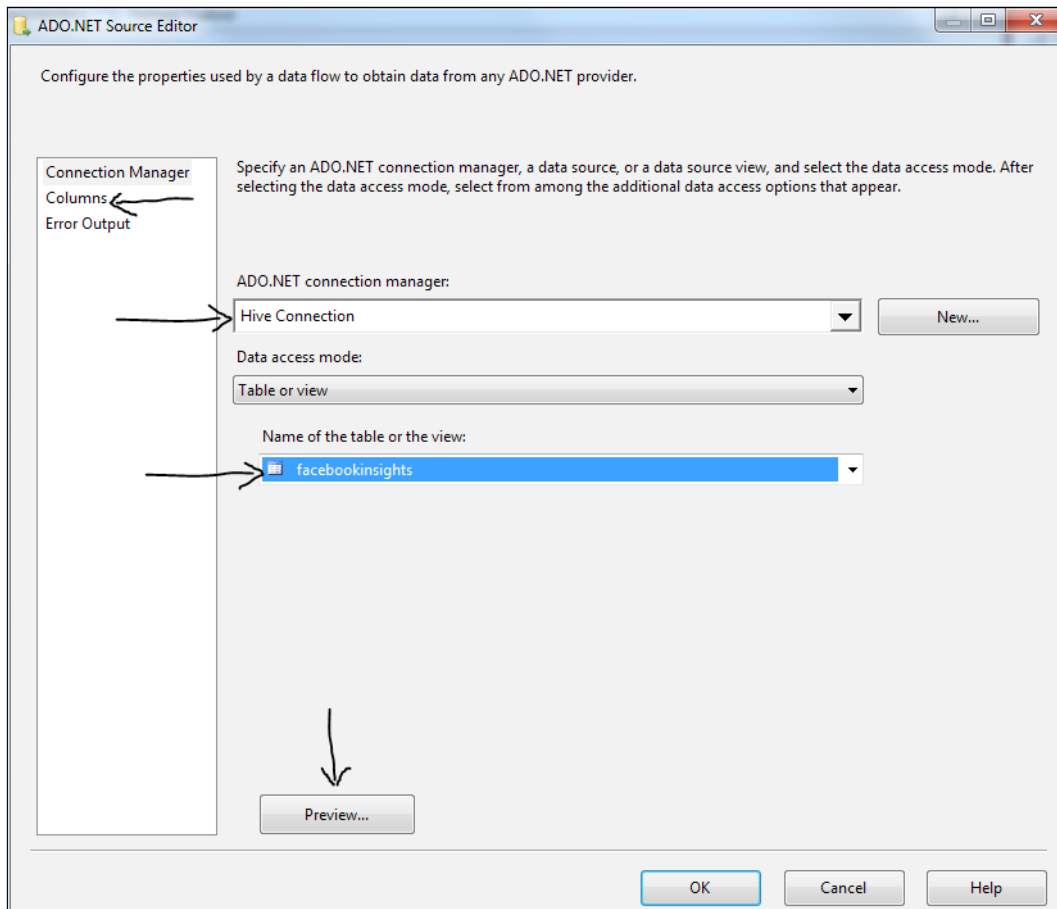 ADO.NET Source Editor
Configure the properties used by a data flow to obtain data from any ADO.NET provider.
Connection Manager
Columns
Error Output
Specify an ADO.NET connection manager, a data source, or a data source view, and select the data access mode. After
selecting the data access mode, select from among the additional data access options that appear.
ADO.NET connection manager:
Hive Connection
New...
Data access mode:
Table or view
Name of the table or the view:
facebookinsights
Preview...
OK
Cancel
Help